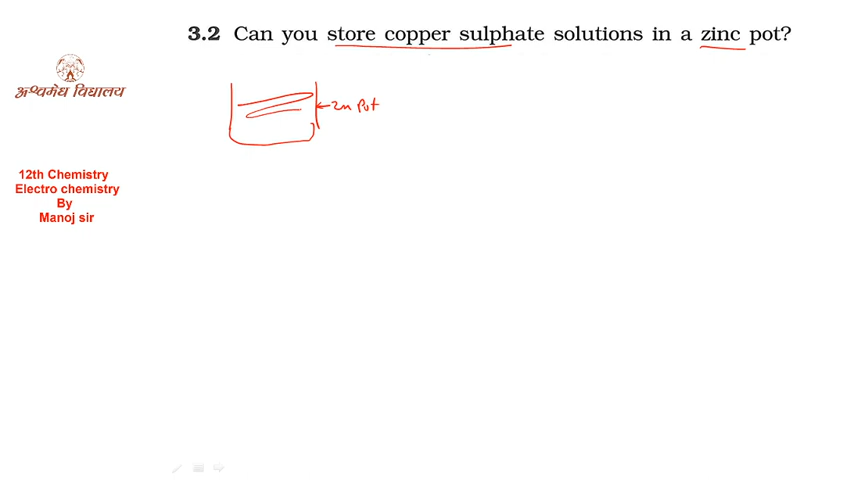 3.2 Can you store copper sulphate solutions in a zinc pot?
अश्वमेध विद्यालय
Zn Pot
12th Chemistry
Electro chemistry
By
Manoj sir